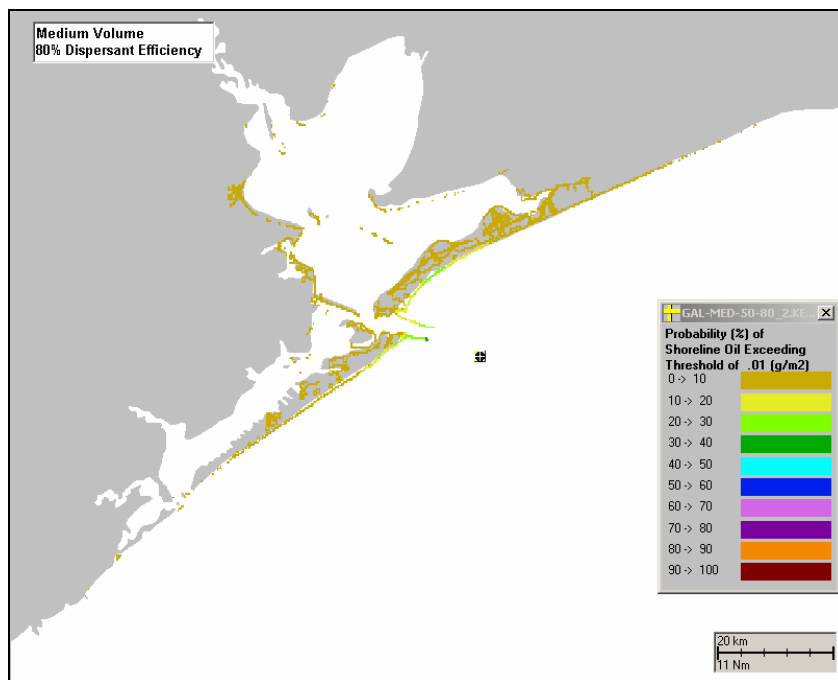 Medium Volume
80% Dispersant Efficiency
GAL-MED-50-80_2.KE...
Probability (%) of
Shoreline Oil Exceeding
Threshold of .01 (g/m2)
0 -> 10
10 -> 20
20 -> 30
30 -> 40
40 -> 50
50 -> 60
60 -> 70
70 -> 80
80 -> 90
90 -> 100
20 km
11 Nm